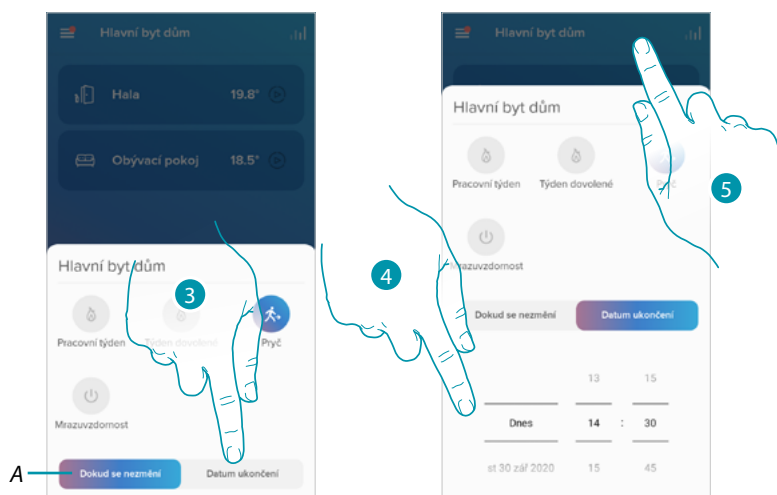 Hlavní byt dům
Hala 19.8°
Obývací pokoj 18.5°
Hlavní byt dům
3
Pracovní týden Týden dovolené Pryč
Mrazuvzdornost
A
Dokud se nezmění Datum ukončení
Hlavní byt dům
Hlavní byt dům
Pracovní týden Týden dovolené Pryč
5
4
Mrazuvzdornost
Dokud se nezmění Datum ukončení
13 15
Dnes 14 : 30
st 30 zář 2020 15 45